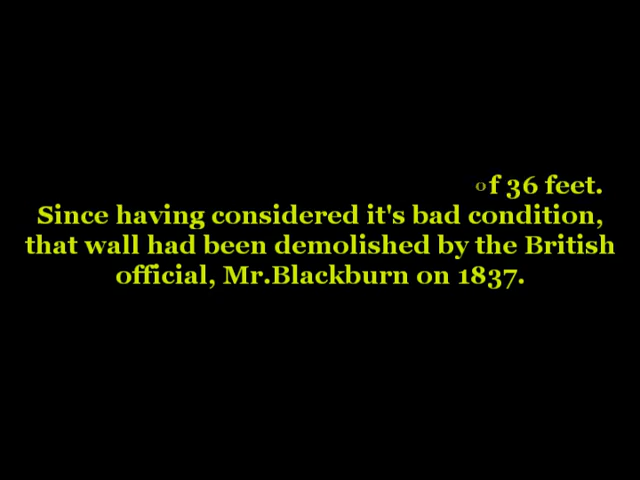 of 36 feet.
Since having considered it's bad condition,
that wall had been demolished by the British
official, Mr.Blackburn on 1837.